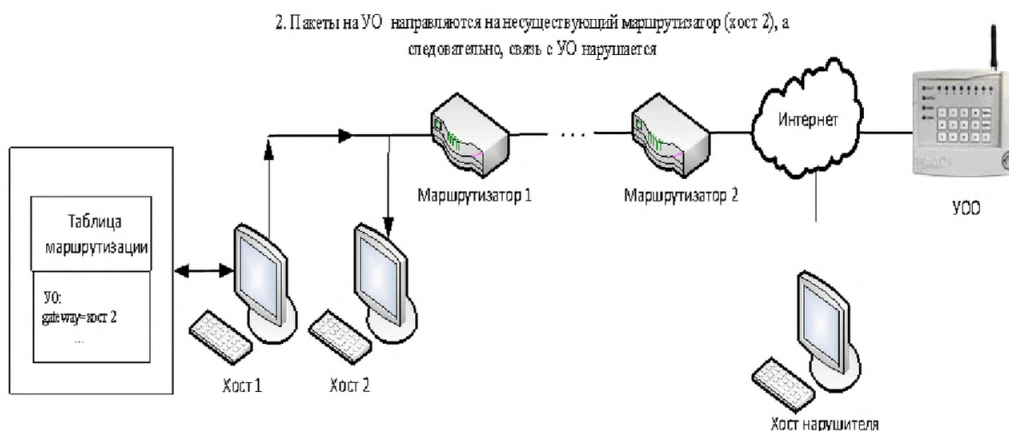 2. Пакеты на УО направляются на несуществующий маршрутизатор (хост 2), а
следовательно, связь с УО нарушается
Интернет
Маршрутизатор 1
...
Маршрутизатор 2
УОО
Таблица
маршрутизации
УО:
gateway=хост 2
...
Хост 1
Хост 2
Хост нарушителя